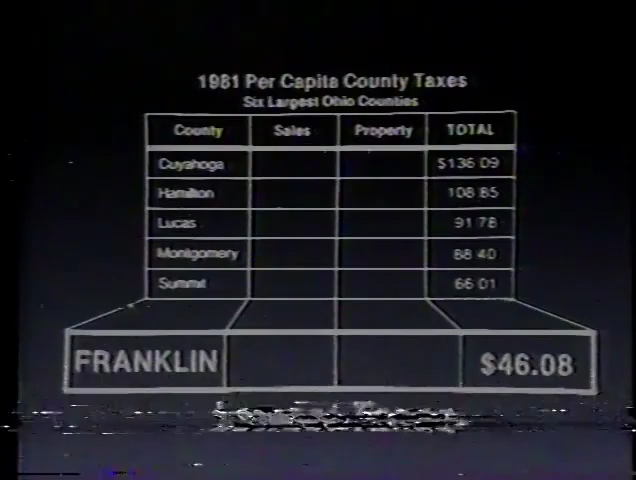 1981 Per Capita County Taxes
Six Largest Ohio Counties
County Sales Property TOTAL
Cuyahoga $136.09
Hamilton 108.85
Lucas 91.78
Montgomery 88.40
Summit 66.01
FRANKLIN $46.08